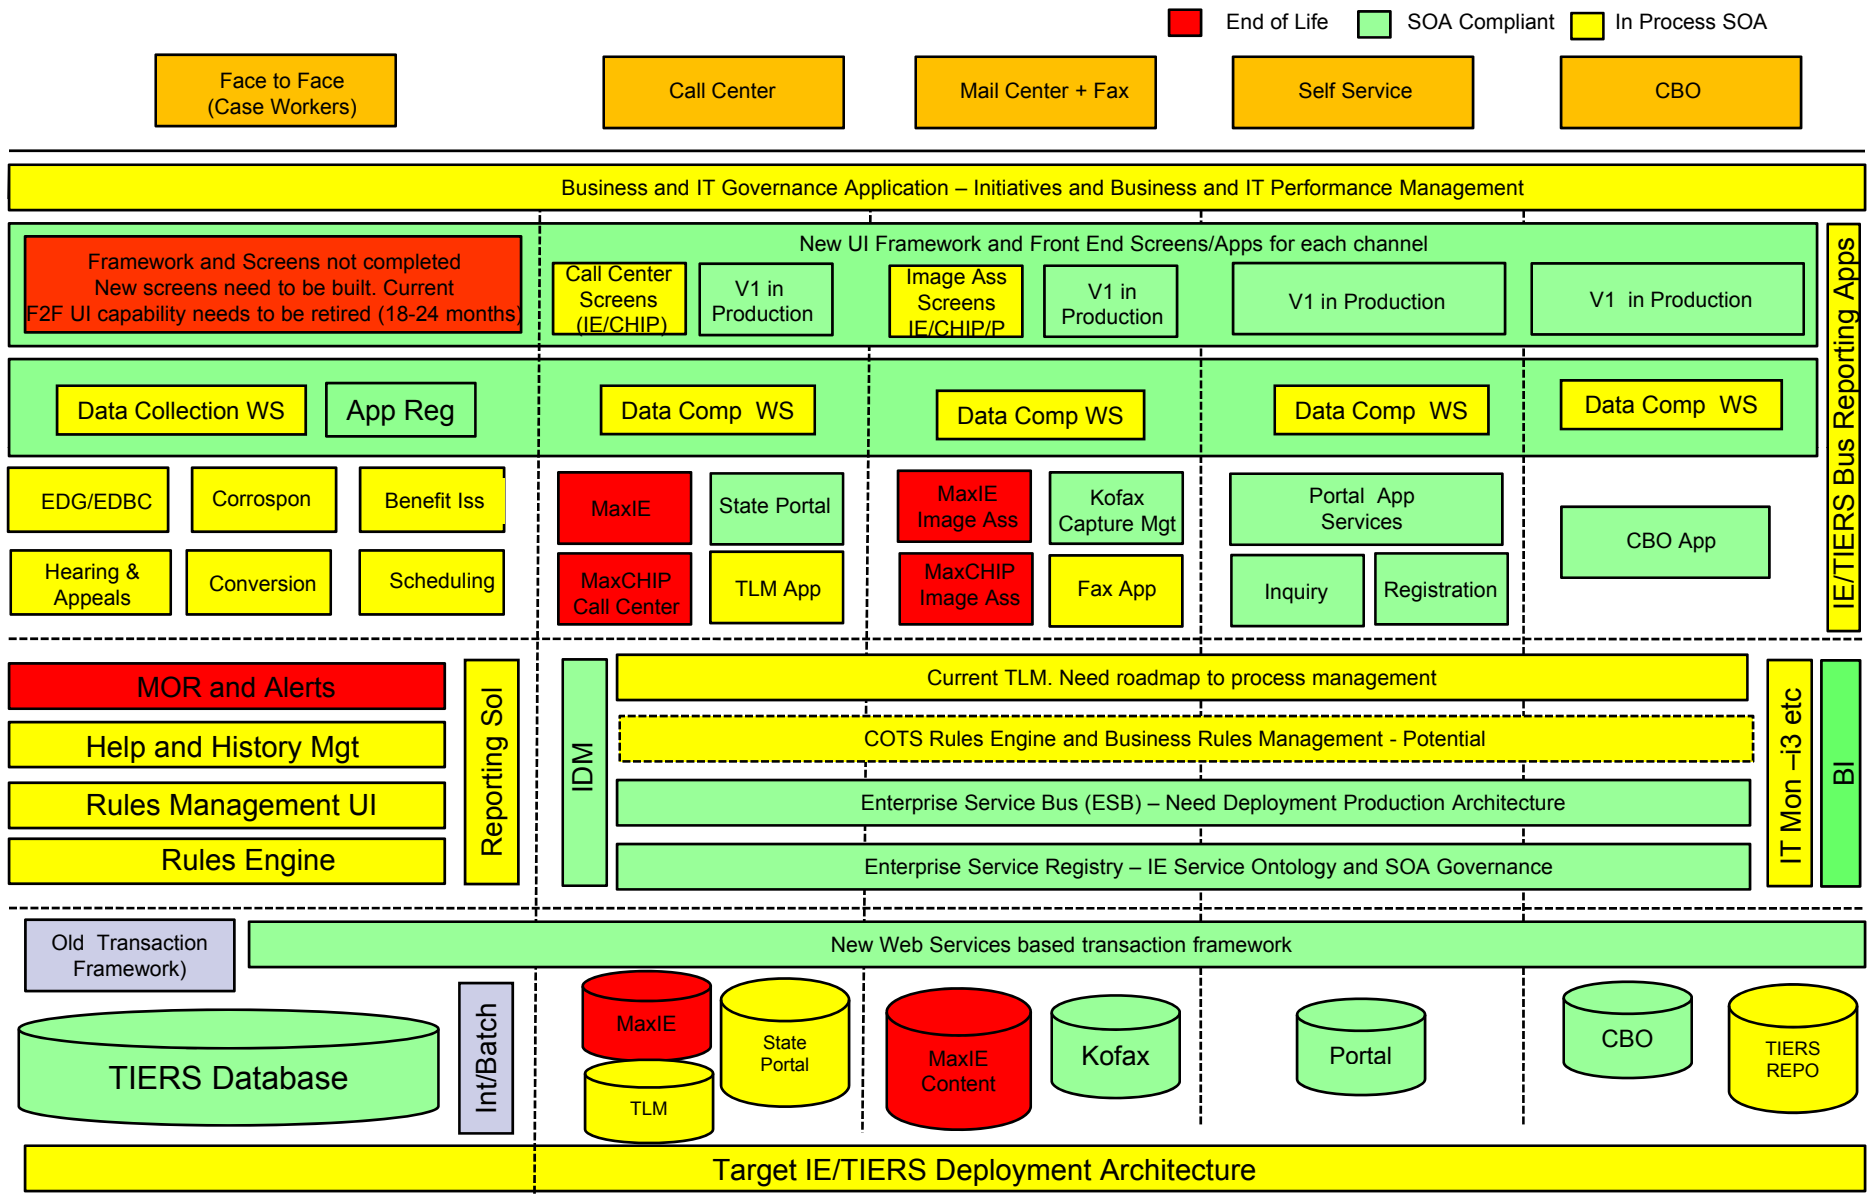 End of Life
SOA Compliant
In Process SOA
Face to Face
(Case Workers)
Call Center
Mail Center + Fax
Self Service
CBO
Business and IT Governance Application – Initiatives and Business and IT Performance Management
New UI Framework and Front End Screens/Apps for each channel
Framework and Screens not completed
New screens need to be built. Current
F2F UI capability needs to be retired (18-24 months)
Call Center
Screens
(IE/CHIP)
V1 in
Production
Image Ass
Screens
IE/CHIP/P
V1 in
Production
V1 in Production
V1  in Production
IE/TIERS Bus Reporting Apps
Data Collection WS
App Reg
Data Comp  WS
Data Comp WS
Data Comp  WS
Data Comp  WS
EDG/EDBC
Corrospon
Benefit Iss
MaxIE
State Portal
MaxIE
Image Ass
Kofax
Capture Mgt
Portal  App
Services
CBO App
Hearing &
Appeals
Conversion
Scheduling
MaxCHIP
Call Center
TLM App
MaxCHIP
Image Ass
Fax App
Inquiry
Registration
MOR and Alerts
Help and History Mgt
Rules Management UI
Rules Engine
Reporting Sol
IDM
Current TLM. Need roadmap to process management
COTS Rules Engine and Business Rules Management - Potential
Enterprise Service Bus (ESB) – Need Deployment Production Architecture
Enterprise Service Registry – IE Service Ontology and SOA Governance
IT Mon –i3 etc
BI
Old  Transaction
Framework)
New Web Services based transaction framework
TIERS Database
Int/Batch
MaxIE
TLM
State
Portal
MaxIE
Content
Kofax
Portal
CBO
TIERS
REPO
Target IE/TIERS Deployment Architecture